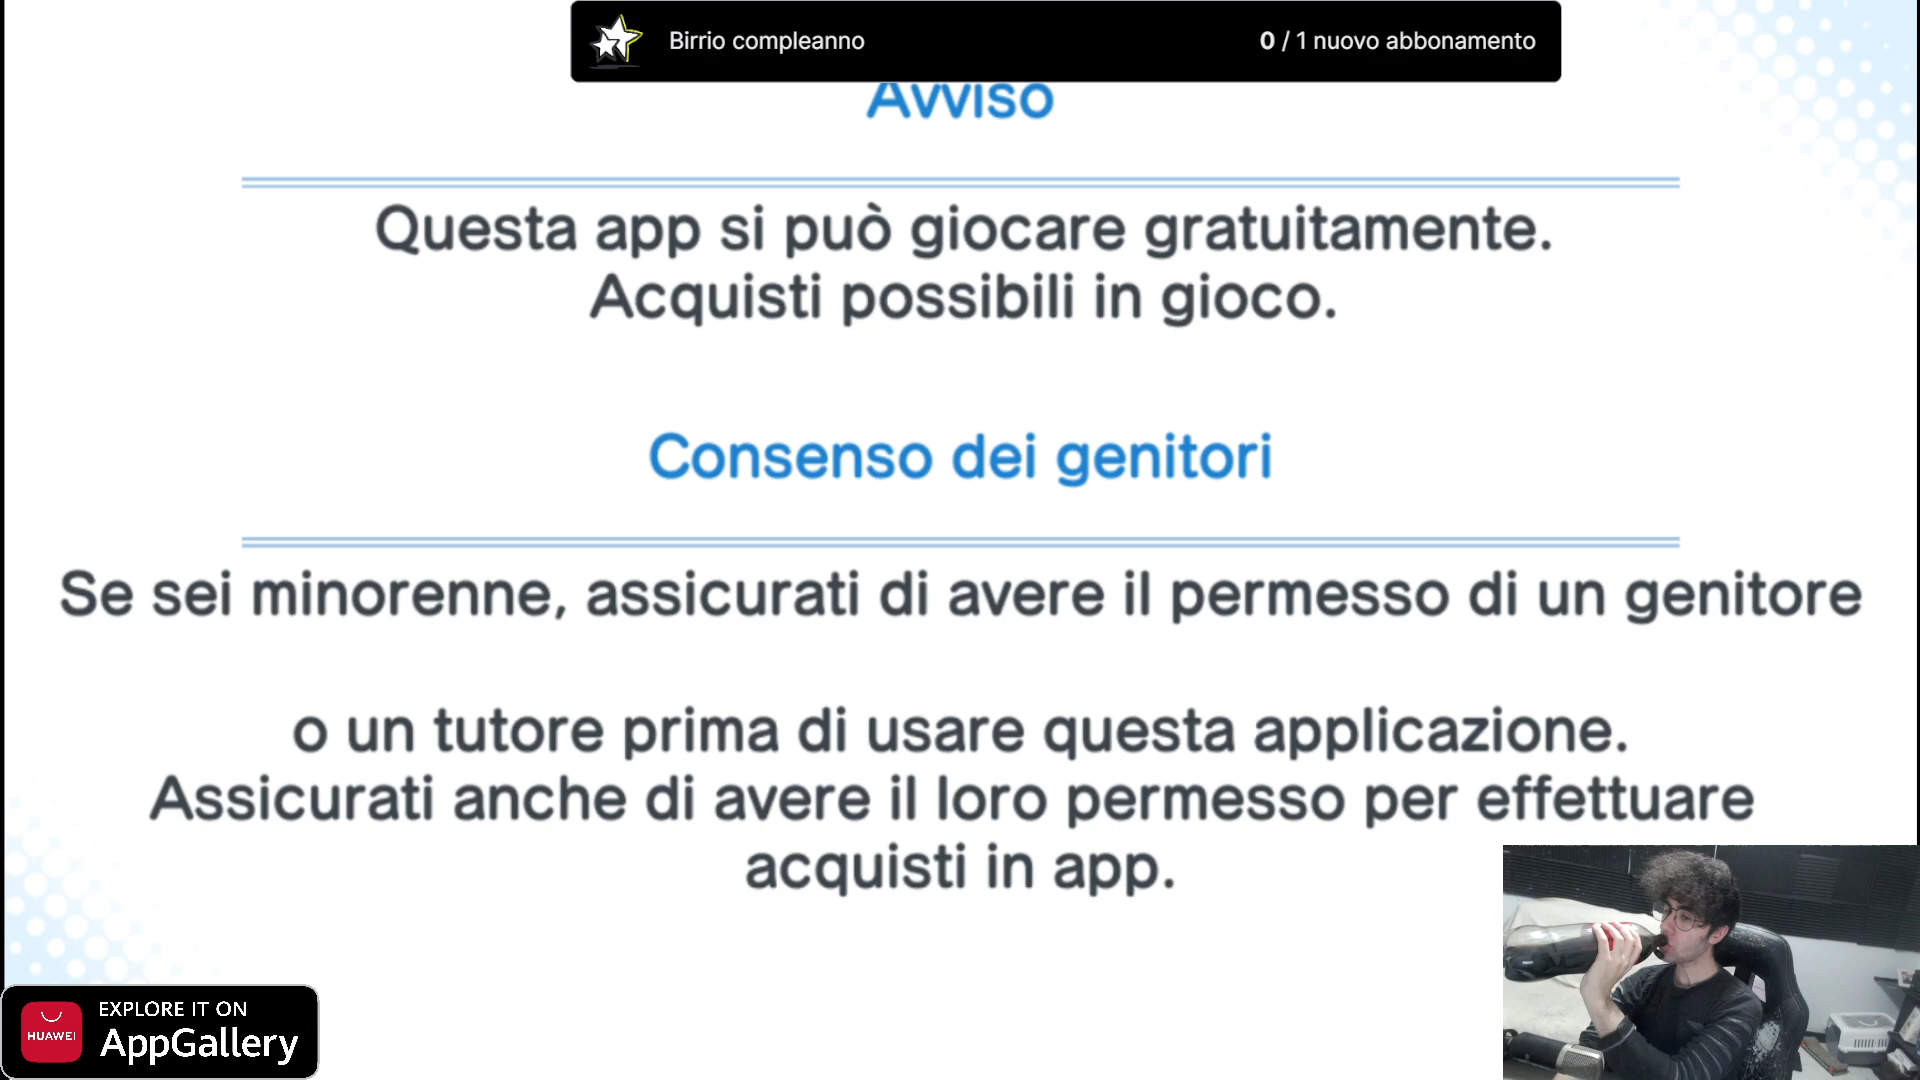 Birrio compleanno
0 / 1 nuovo abbonamento
Avviso
Questa app si può giocare gratuitamente.
Acquisti possibili in gioco.
Consenso dei genitori
Se sei minorenne, assicurati di avere il permesso di un genitore
o un tutore prima di usare questa applicazione.
Assicurati anche di avere il loro permesso per effettuare
acquisti in app.
HUAWEI
EXPLORE IT ON
AppGallery